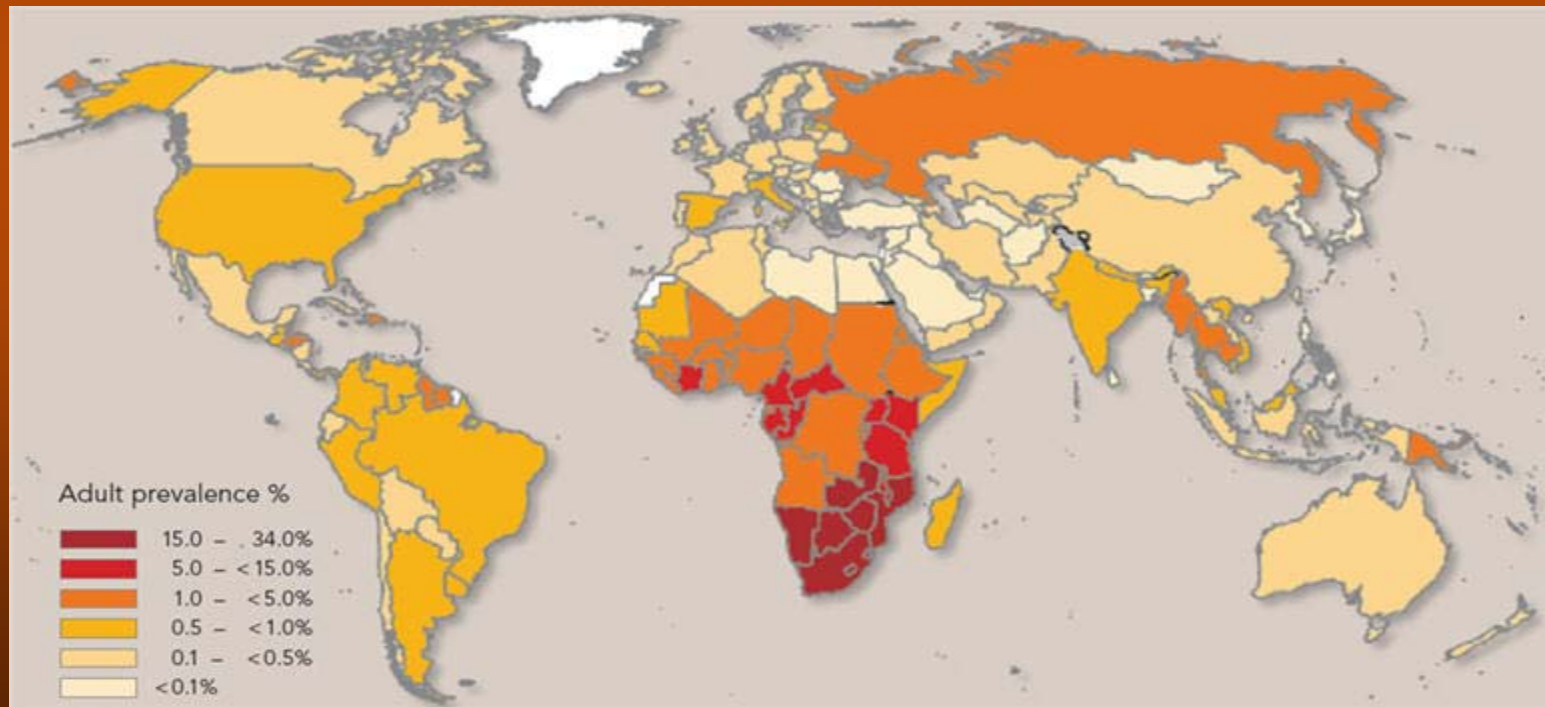 Adult prevalence %
15.0 – . 34.0%
5.0 – <15.0%
1.0 – <5.0%
0.5 – <1.0%
0.1 – <0.5%
<0.1%